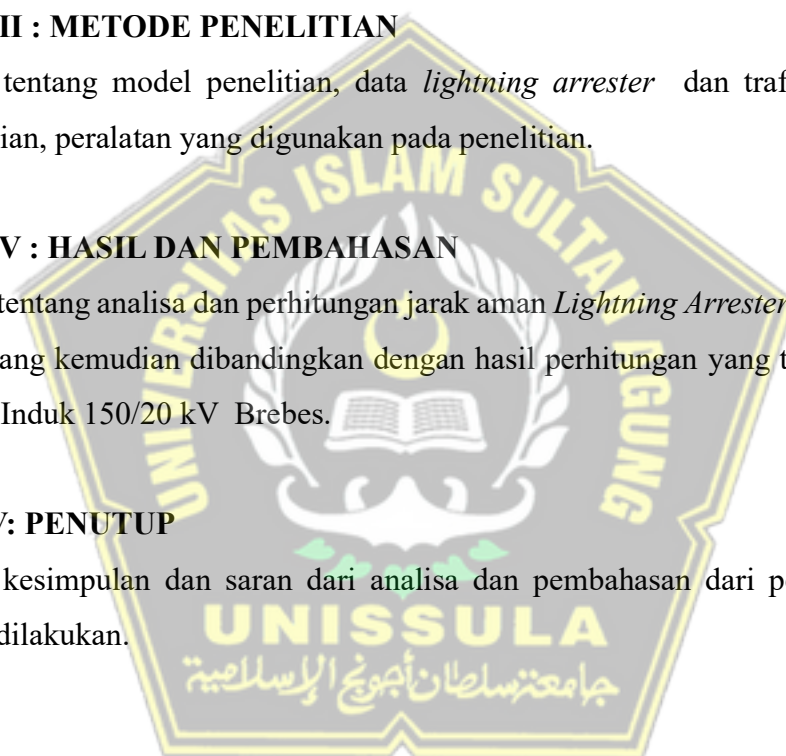 II : METODE PENELITIAN
tentang model penelitian, data lightning arrester dan traf
ian, peralatan yang digunakan pada penelitian.
V : HASIL DAN PEMBAHASAN
tentang analisa dan perhitungan jarak aman Lightning Arrester
ang kemudian dibandingkan dengan hasil perhitungan yang t
Induk 150/20 kV Brebes.
V: PENUTUP
kesimpulan dan saran dari analisa dan pembahasan dari pe
dilakukan.
UNIVERSITAS ISLAM SULTAN AGUNG
UNISSULA
جامعة سلطان أجونج الإسلامية